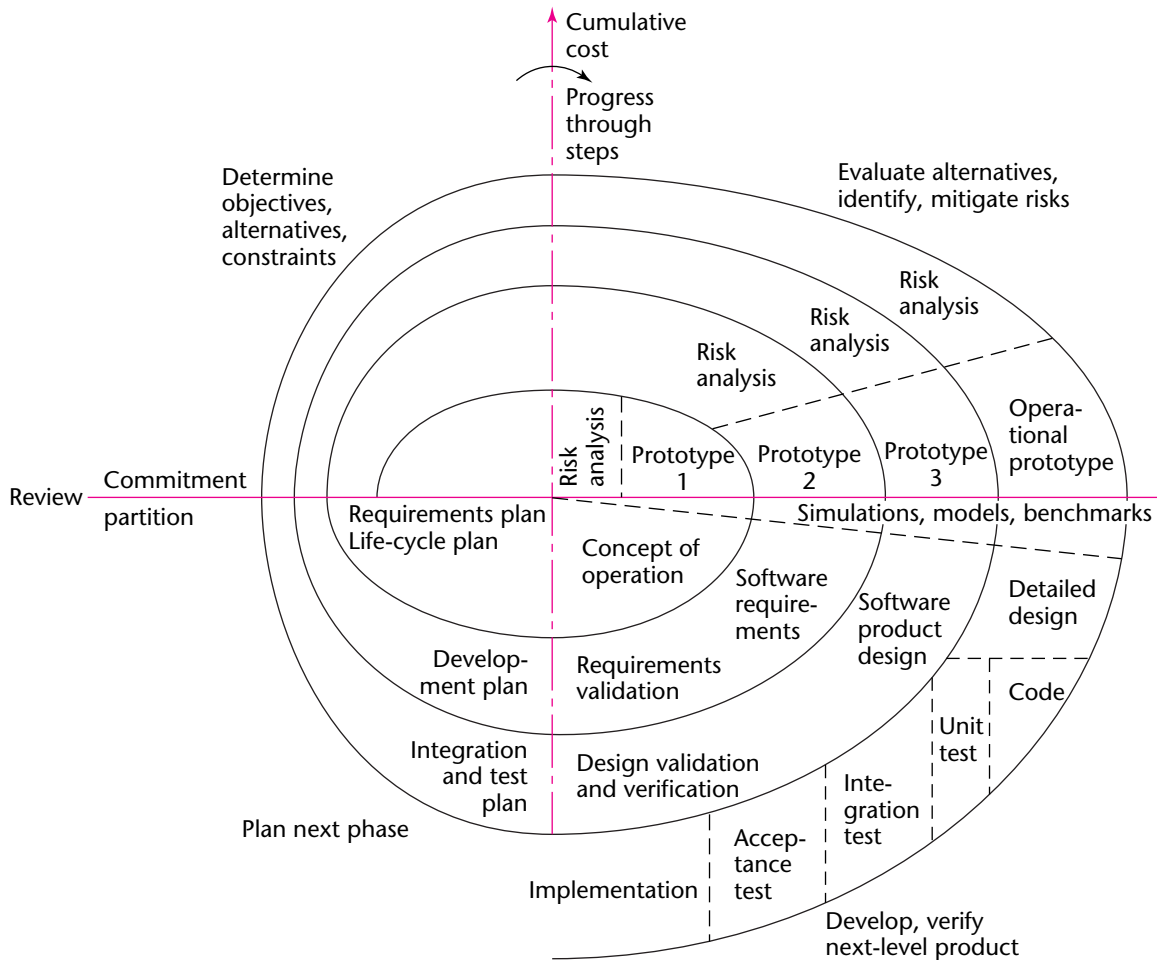 Cumulative
cost
Progress
through
steps
Determine
objectives,
alternatives,
constraints
Evaluate alternatives,
identify, mitigate risks
Risk
analysis
Risk
analysis
Risk
analysis
Risk
analysis
Prototype
1
Prototype
2
Prototype
3
Opera-
tional
prototype
Review
Commitment
partition
Requirements plan
Life-cycle plan
Simulations, models, benchmarks
Concept of
operation
Software
require-
ments
Software
product
design
Detailed
design
Develop-
ment plan
Requirements
validation
Code
Unit
test
Integration
and test
plan
Design validation
and verification
Inte-
gration
test
Plan next phase
Accep-
tance
test
Implementation
Develop, verify
next-level product